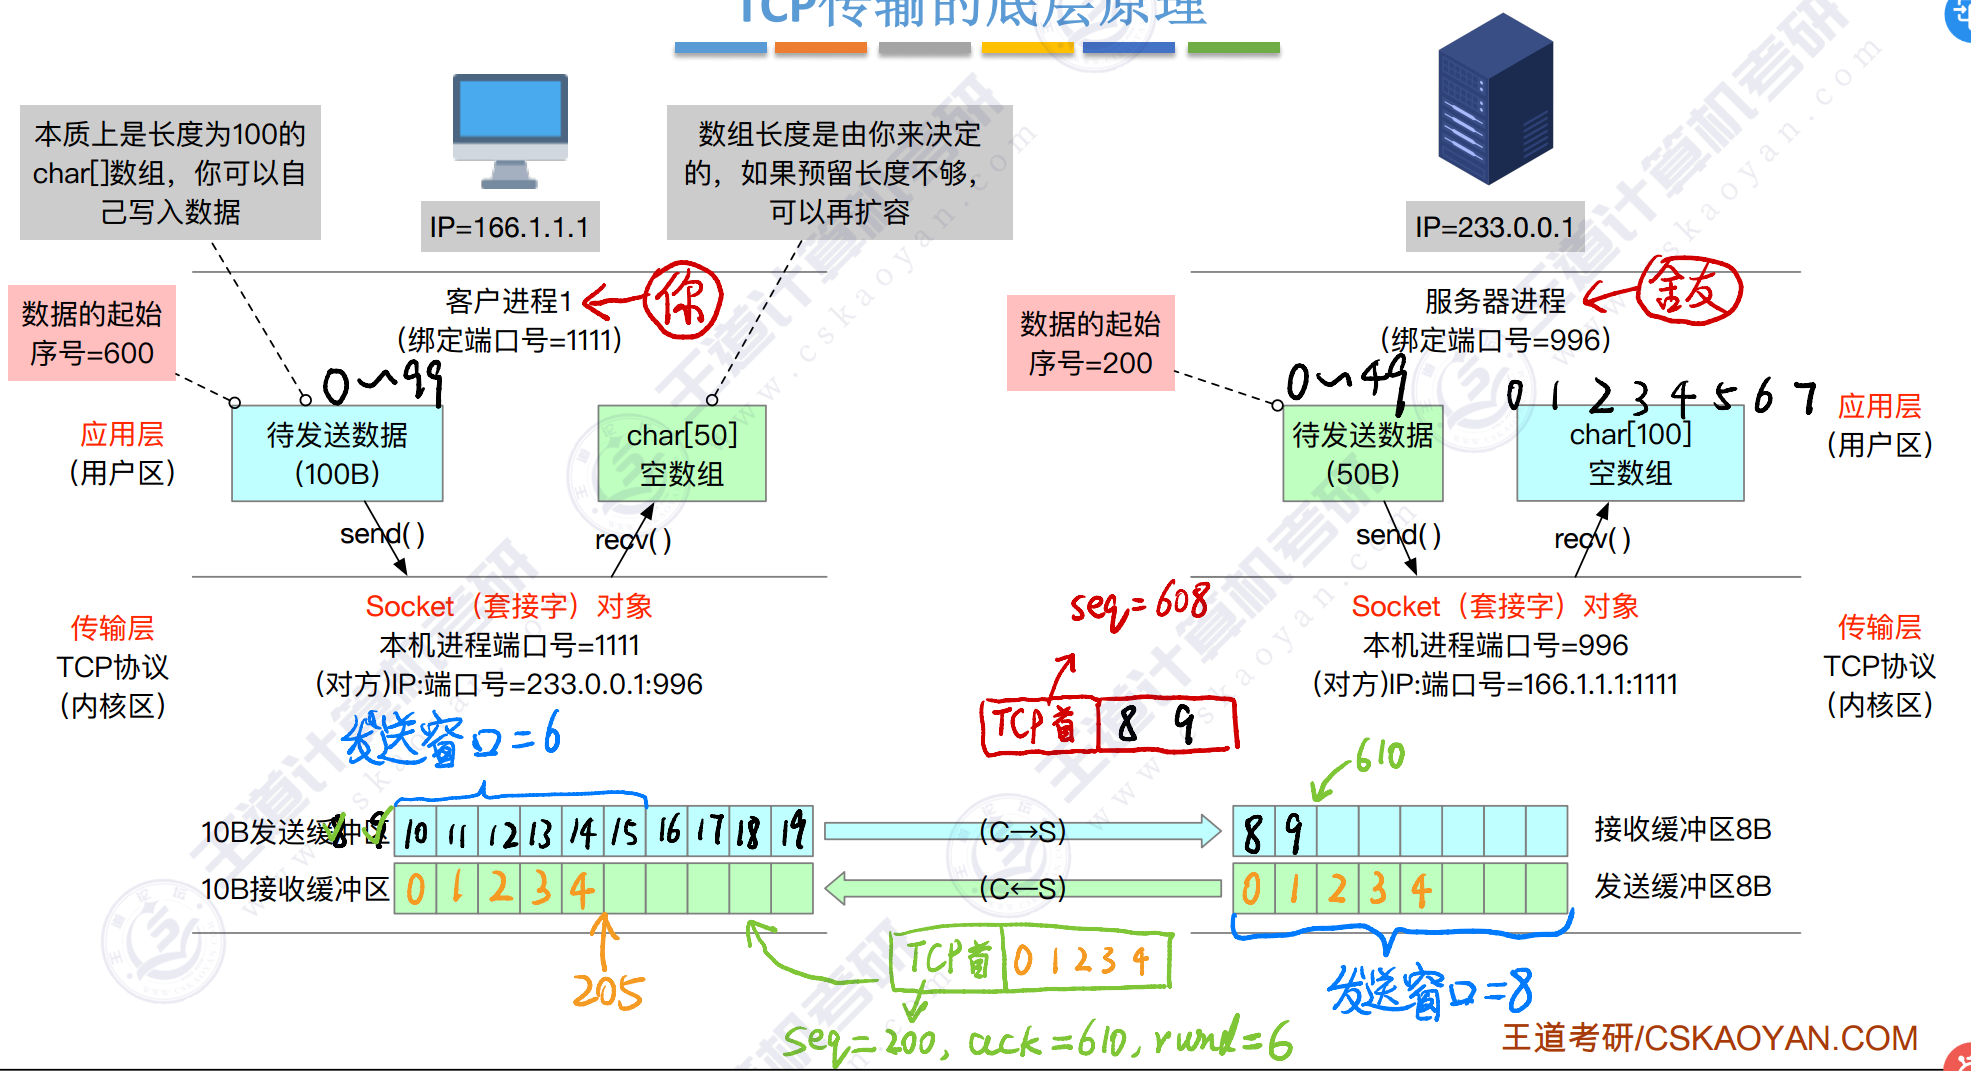 TCP传输的底层原理
本质上是长度为100的
char[]数组，你可以自
己写入数据
IP=166.1.1.1
数组长度是由你来决定
的，如果预留长度不够，
可以再扩容
IP=233.0.0.1
数据的起始
序号=600
客户进程1
(绑定端口号=1111)
你
数据的起始
序号=200
服务器进程
(绑定端口号=996)
舍友
0~99
0~49
0 1 2 3 4 5 6 7
应用层
(用户区)
待发送数据
(100B)
char[50]
空数组
待发送数据
(50B)
char[100]
空数组
应用层
(用户区)
send()
recv()
send()
recv()
传输层
TCP协议
(内核区)
Socket（套接字）对象
本机进程端口号=1111
(对方)IP:端口号=233.0.0.1:996
seq=608
TCP首 8 9
Socket（套接字）对象
本机进程端口号=996
(对方)IP:端口号=166.1.1.1:1111
传输层
TCP协议
(内核区)
发送窗口=6
610
10B发送缓冲区
8 9 10 11 12 13 14 15 16 17 18 19
(C→S)
8 9
接收缓冲区8B
10B接收缓冲区
0 1 2 3 4
(C←S)
0 1 2 3 4
发送缓冲区8B
205
TCP首 0 1 2 3 4
发送窗口=8
seq=200, ack=610, rwnd=6
王道考研/CSKAOYAN.COM
王道计算机考研
www.cskaoyan.com